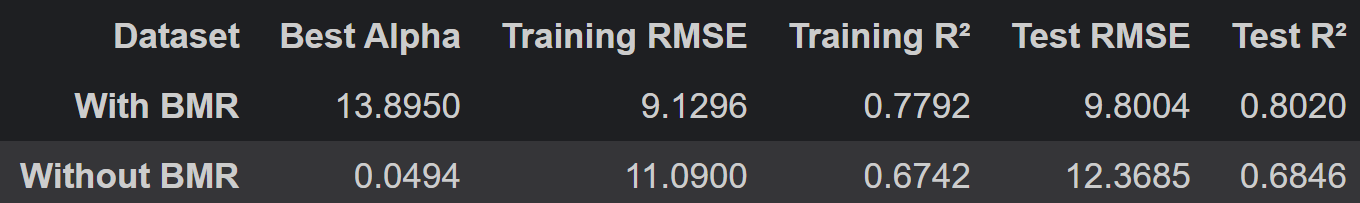 Dataset Best Alpha Training RMSE Training R² Test RMSE Test R²
With BMR 13.8950 9.1296 0.7792 9.8004 0.8020
Without BMR 0.0494 11.0900 0.6742 12.3685 0.6846